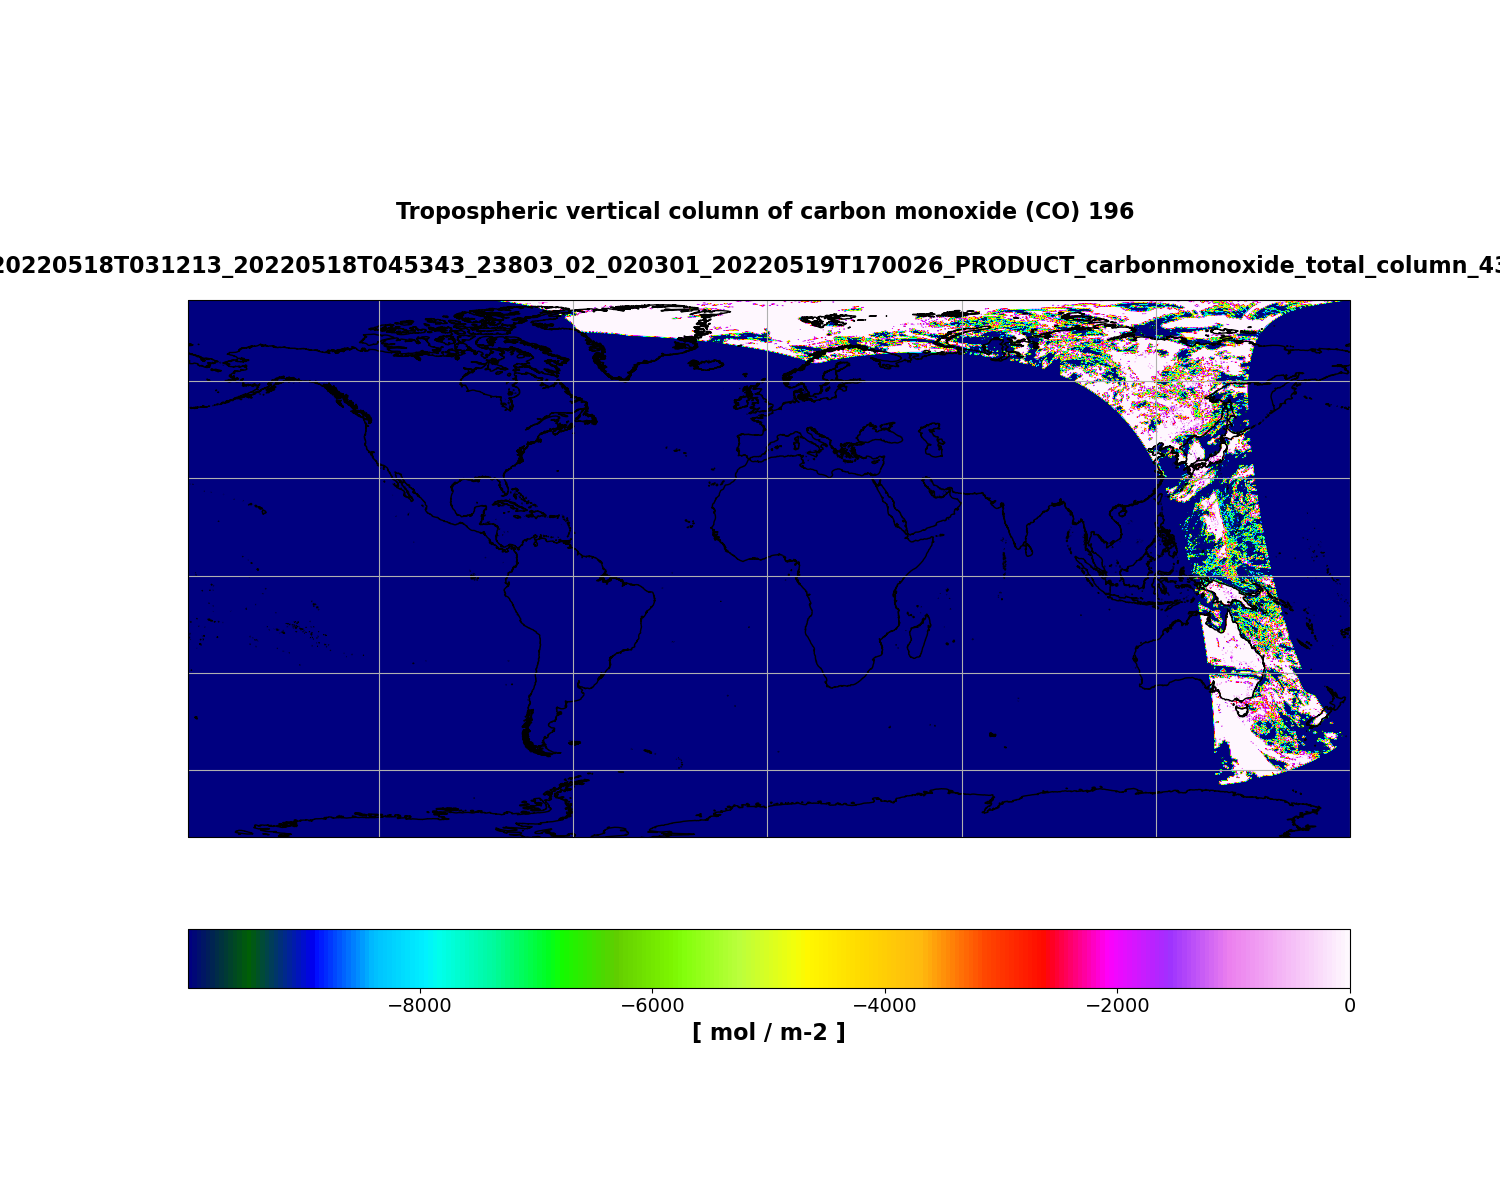 Tropospheric vertical column of carbon monoxide (CO) 196
20220518T031213_20220518T045343_23803_02_020301_20220519T170026_PRODUCT_carbonmonoxide_total_column_43
−8000 −6000 −4000 −2000 0
[ mol / m-2 ]